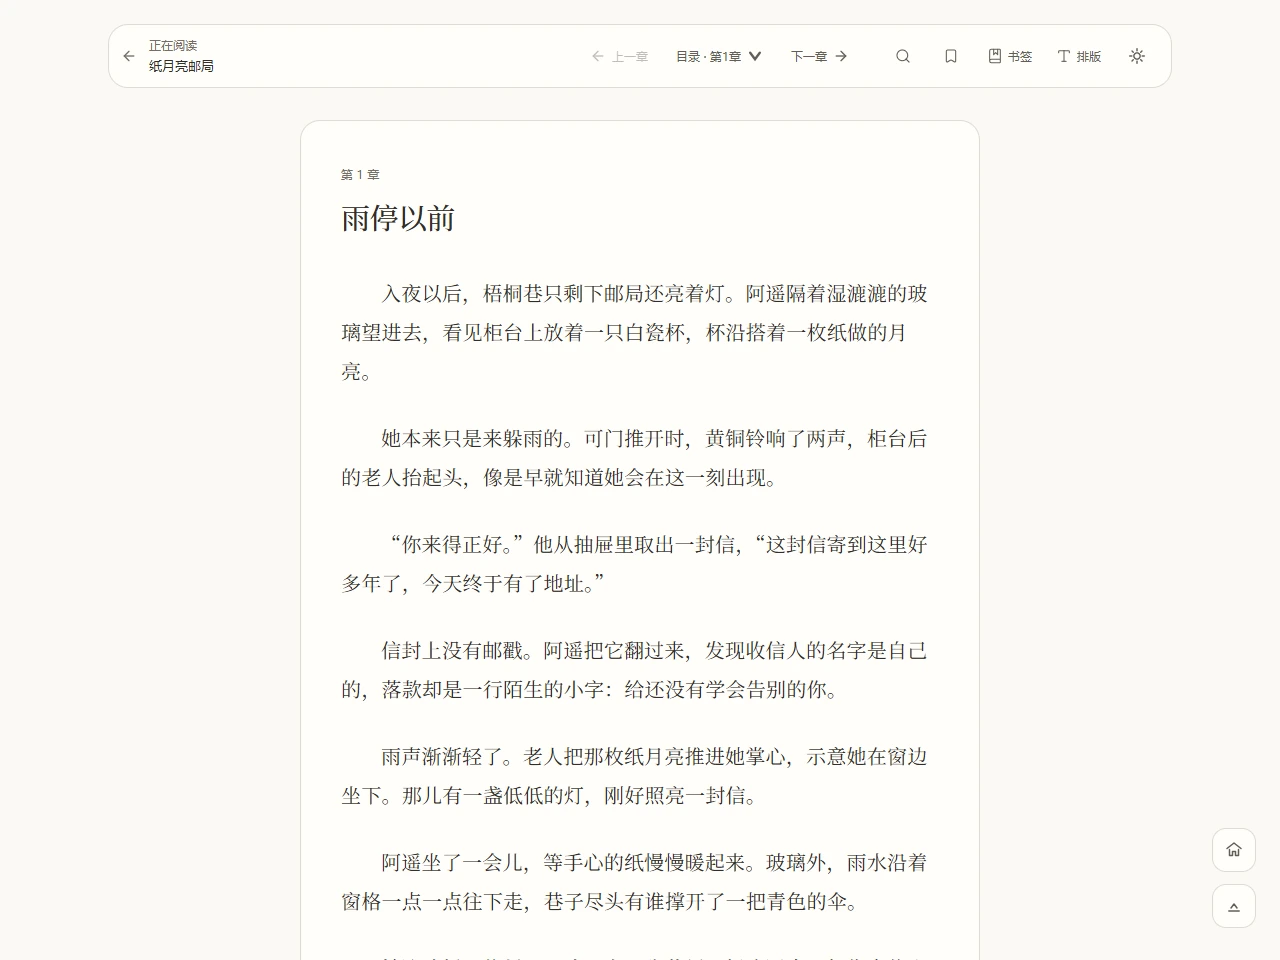 正在阅读
纸月亮邮局
上一章
目录 · 第1章
下一章
书签
排版
第 1 章
雨停以前
入夜以后，梧桐巷只剩下邮局还亮着灯。阿遥隔着湿漉漉的玻
璃望进去，看见柜台上放着一只白瓷杯，杯沿搭着一枚纸做的月
亮。
她本来只是来躲雨的。可门推开时，黄铜铃响了两声，柜台后
的老人抬起头，像是早就知道她会在这一刻出现。
“你来得正好。”他从抽屉里取出一封信，“这封信寄到这里好
多年了，今天终于有了地址。”
信封上没有邮戳。阿遥把它翻过来，发现收信人的名字是自己
的，落款却是一行陌生的小字：给还没有学会告别的你。
雨声渐渐轻了。老人把那枚纸月亮推进她掌心，示意她在窗边
坐下。那儿有一盏低低的灯，刚好照亮一封信。
阿遥坐了一会儿，等手心的纸慢慢暖起来。玻璃外，雨水沿着
窗格一点一点往下走，巷子尽头有谁撑开了一把青色的伞。